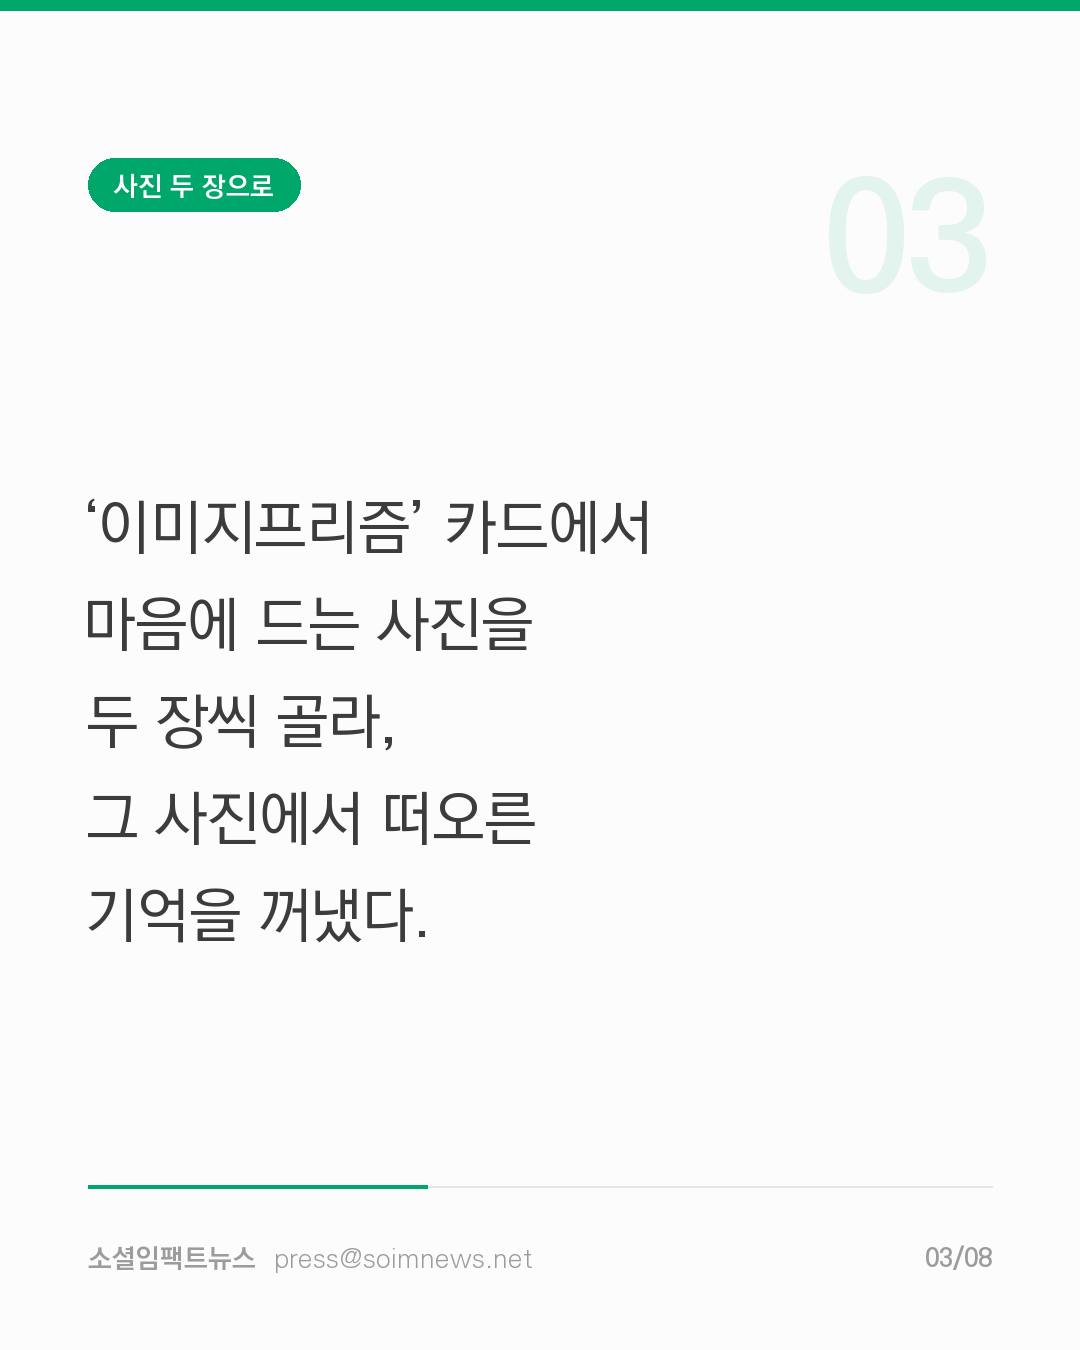 사진 두 장으로
03
‘이미지프리즘’ 카드에서
마음에 드는 사진을
두 장씩 골라,
그 사진에서 떠오른
기억을 꺼냈다.
소셜임팩트뉴스 press@soimnews.net
03/08